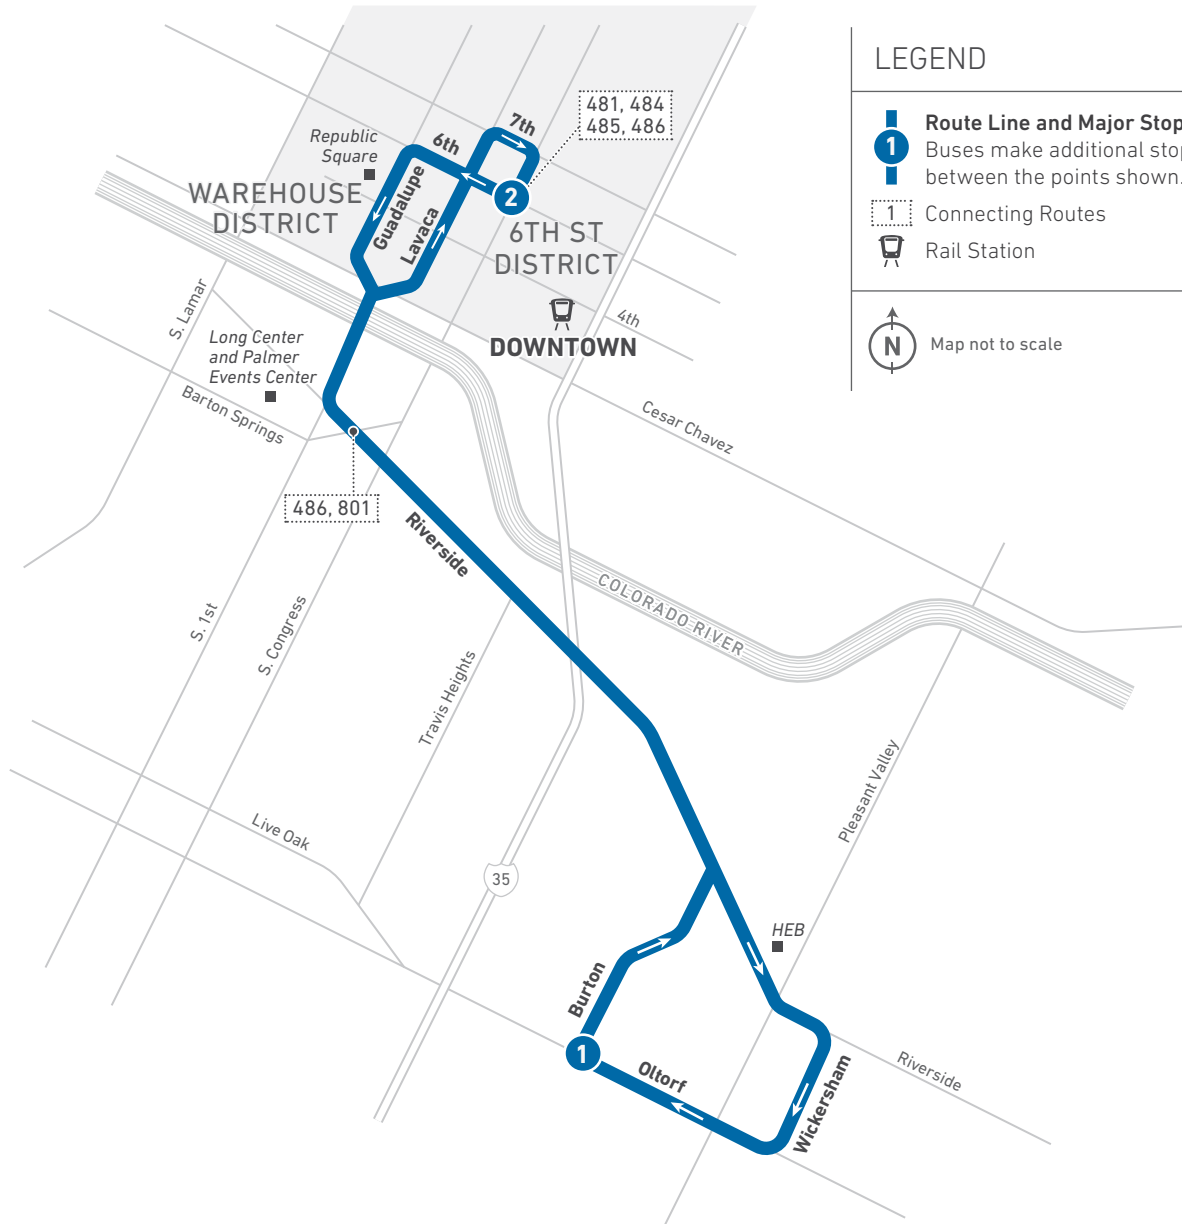 LEGEND
Route Line and Major Stop
1
Buses make additional stop
between the points shown.
1
Connecting Routes
Rail Station
N
Map not to scale
481, 484
485, 486
7th
6th
Republic
Square
2
WAREHOUSE
DISTRICT
Guadalupe
Lavaca
6TH ST
DISTRICT
S. Lamar
4th
DOWNTOWN
Long Center
and Palmer
Events Center
Barton Springs
Cesar Chavez
486, 801
Riverside
COLORADO RIVER
S. 1st
S. Congress
Travis Heights
Pleasant Valley
Live Oak
35
HEB
Burton
1
Oltorf
Wickersham
Riverside